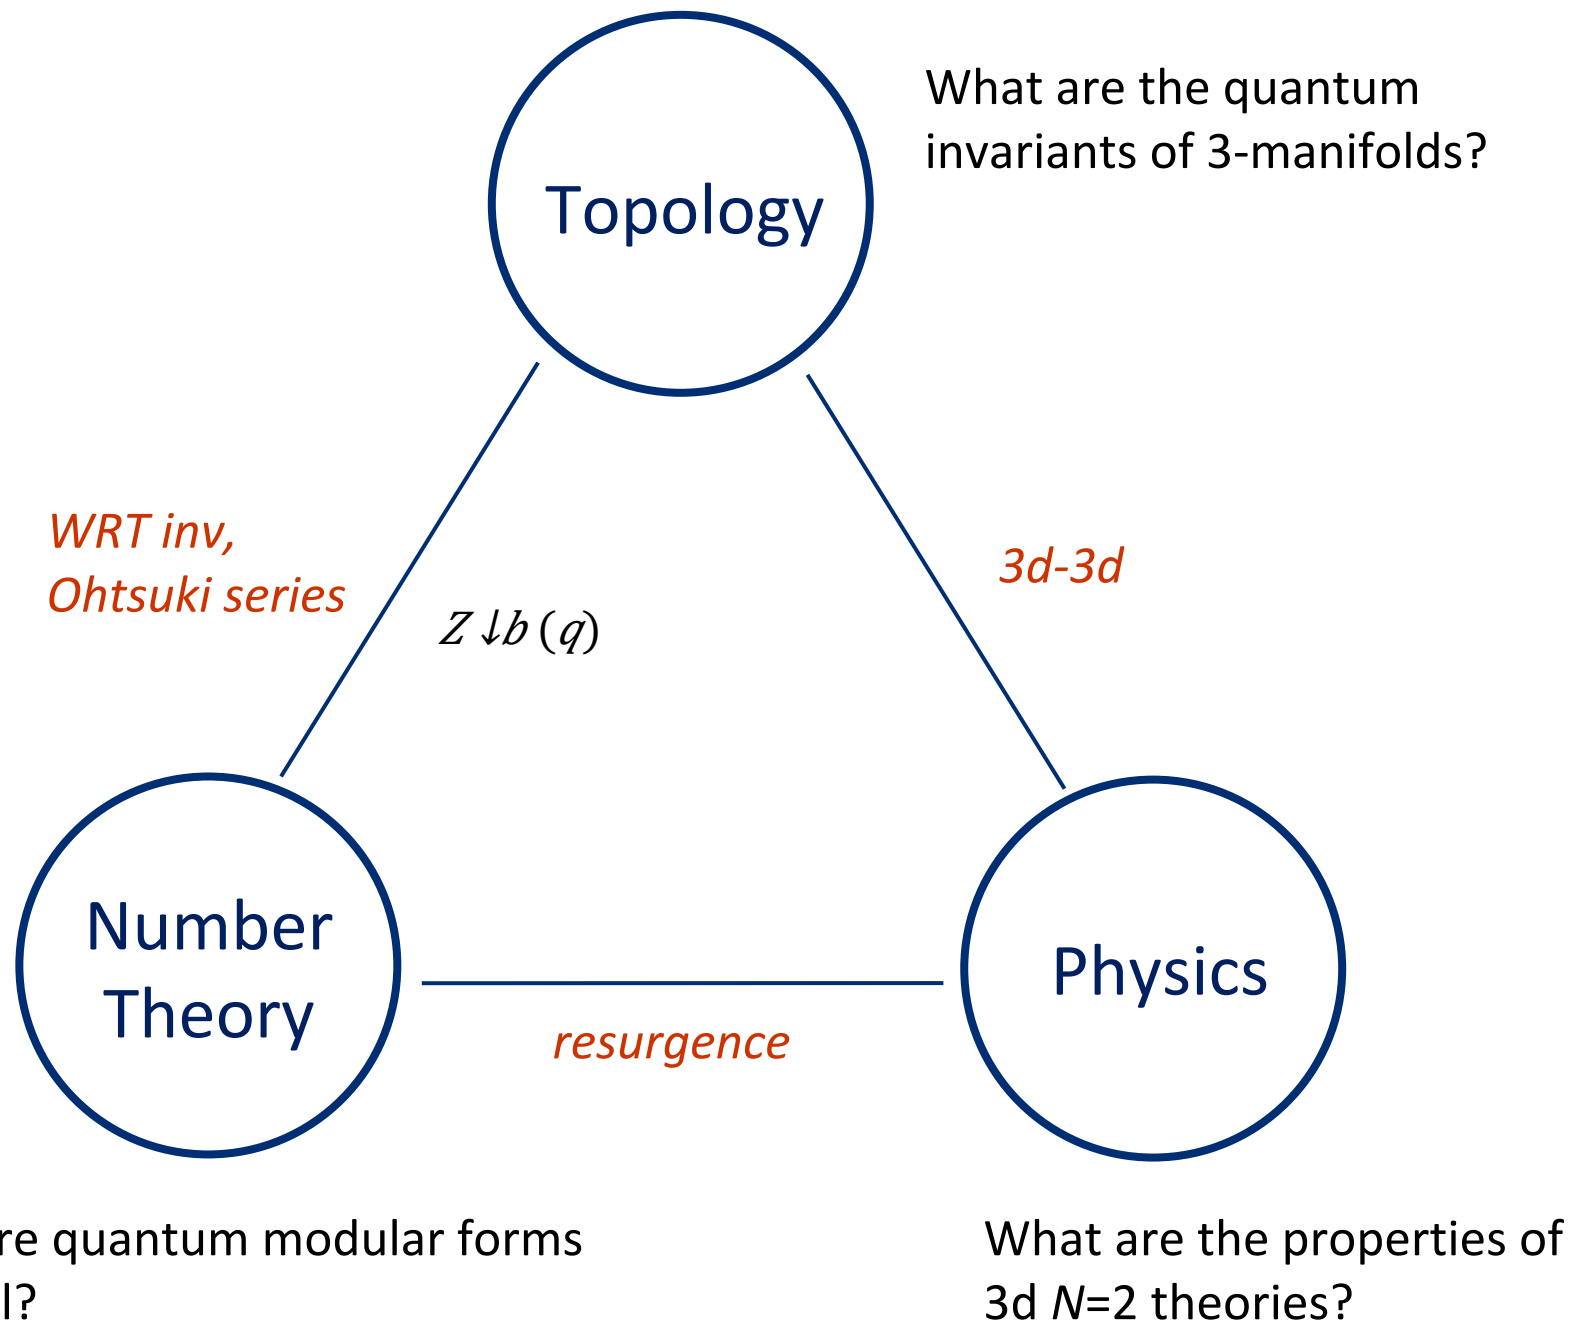 What are the quantum
invariants of 3-manifolds?
Topology
WRT inv,
Ohtsuki series
3d-3d
Z↓b (q)
Number
Theory
Physics
resurgence
re quantum modular forms
l?
What are the properties of
3d N=2 theories?